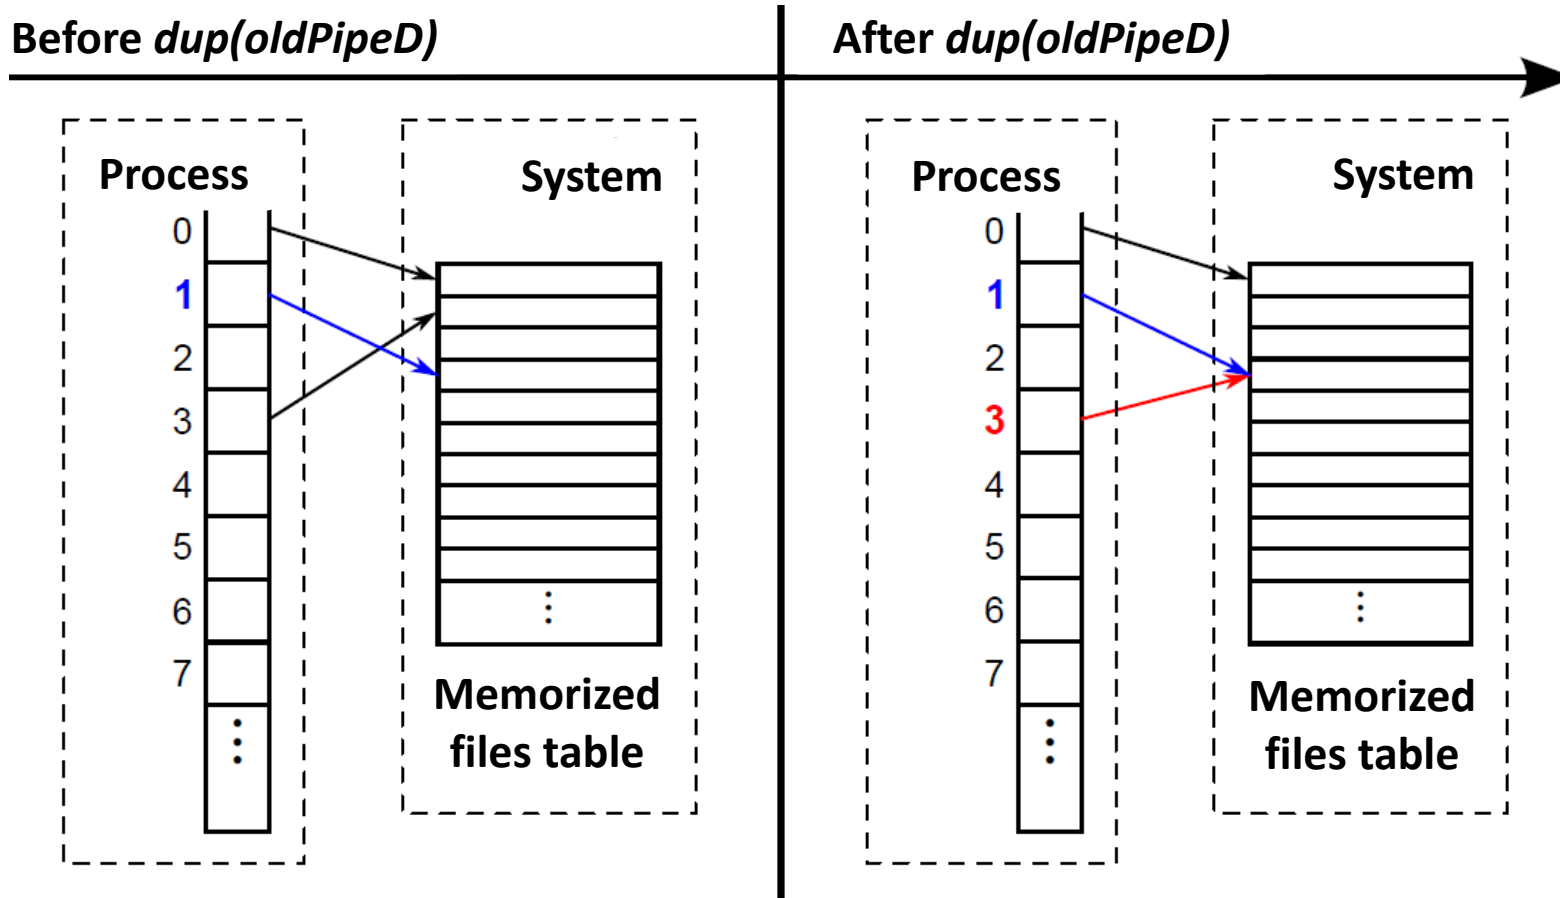 Before dup(oldPipeD)
After dup(oldPipeD)
Process
System
0
1
2
3
4
5
6
7
⋮
⋮
Memorized
files table
Process
System
0
1
2
3
4
5
6
7
⋮
⋮
Memorized
files table